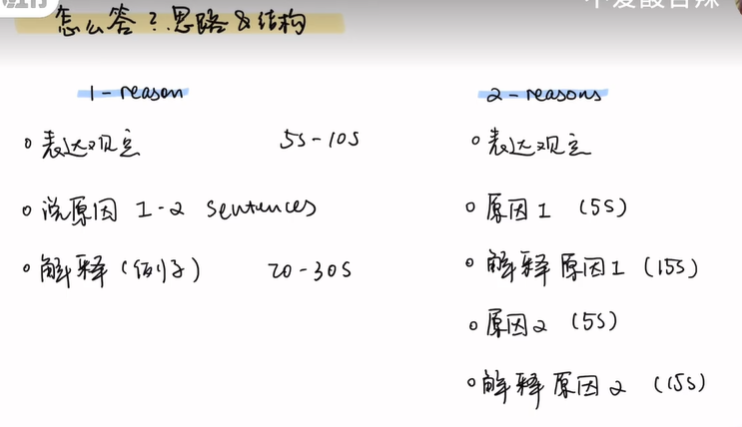 怎么答？思路&结构
1-reason
表达观点 5s-10s
说原因 1-2 sentences
解释（例子） 20-30s
2-reasons
表达观点
原因1 (5s)
解释原因1 (15s)
原因2 (5s)
解释原因2 (15s)